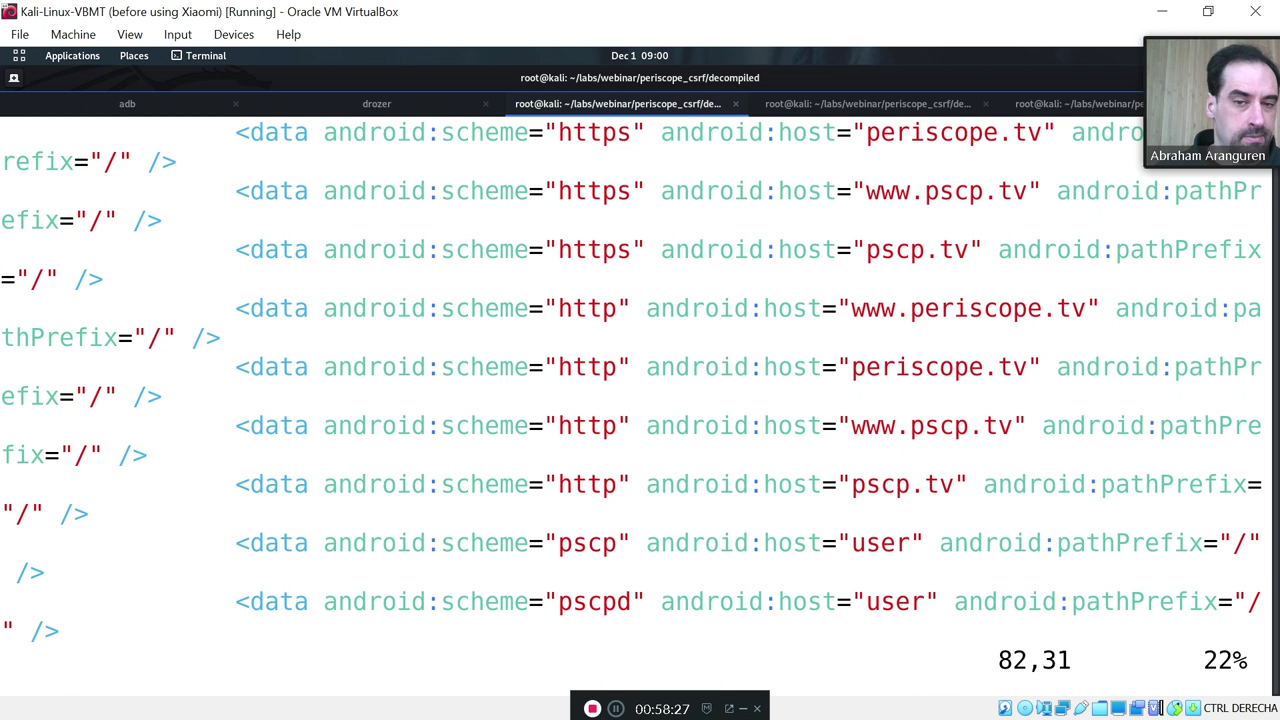 Kali-Linux-VBMT (before using Xiaomi) [Running] - Oracle VM VirtualBox
File Machine View Input Devices Help
Applications Places Terminal Dec 1 09:00
root@kali: ~/labs/webinar/periscope_csrf/decompiled
adb × drozer × root@kali: ~/labs/webinar/periscope_csrf/de... × root@kali: ~/labs/webinar/periscope_csrf/de... × root@kali: ~/labs/webinar/pe
Abraham Aranguren
<data android:scheme="https" android:host="periscope.tv" andro
refix="/" />
<data android:scheme="https" android:host="www.pscp.tv" android:pathPr
efix="/" />
<data android:scheme="https" android:host="pscp.tv" android:pathPrefix
="/" />
<data android:scheme="http" android:host="www.periscope.tv" android:pa
thPrefix="/" />
<data android:scheme="http" android:host="periscope.tv" android:pathPr
efix="/" />
<data android:scheme="http" android:host="www.pscp.tv" android:pathPre
fix="/" />
<data android:scheme="http" android:host="pscp.tv" android:pathPrefix=
"/" />
<data android:scheme="pscp" android:host="user" android:pathPrefix="/"
/>
<data android:scheme="pscpd" android:host="user" android:pathPrefix="/
" />
82,31 22%
00:58:27
CTRL DERECHA